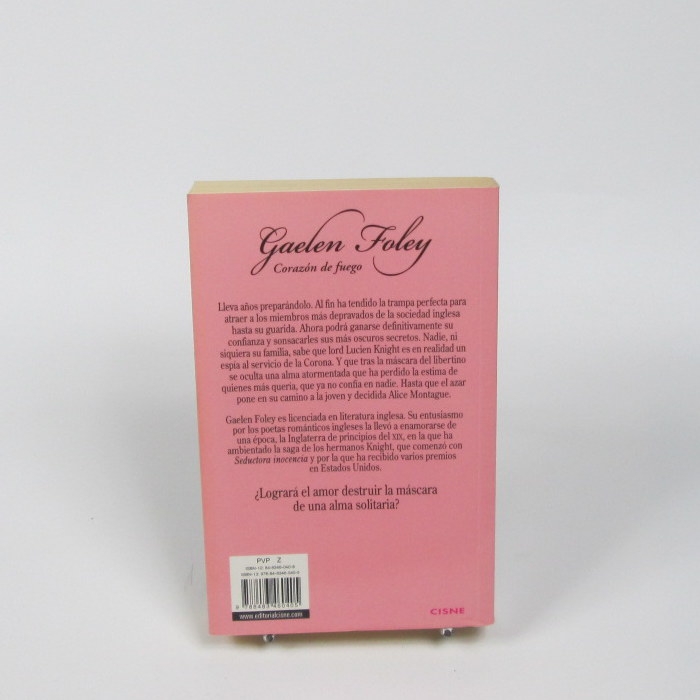 Gaelen Foley
Corazón de fuego
Lleva años preparándolo. Al fin ha tendido la trampa perfecta para
atraer a los miembros más depravados de la sociedad inglesa
hasta su guarida. Ahora podrá ganarse definitivamente su
confianza y sonsacarles sus más oscuros secretos. Nadie, ni
siquiera su familia, sabe que lord Lucien Knight es en realidad un
espía al servicio de la Corona. Y que tras la máscara del libertino
se oculta una alma atormentada que ha perdido la estima de
quienes más quería, que ya no confía en nadie. Hasta que el azar
pone en su camino a la joven y decidida Alice Montague.
Gaelen Foley es licenciada en literatura inglesa. Su entusiasmo
por los poetas románticos ingleses la llevó a enamorarse de
una época, la Inglaterra de principios del XIX, en la que ha
ambientado la saga de los hermanos Knight, que comenzó con
Seductora inocencia y por la que ha recibido varios premios
en Estados Unidos.
¿Logrará el amor destruir la máscara
de una alma solitaria?
PVP Z
www.editorialcisne.com
CISNE